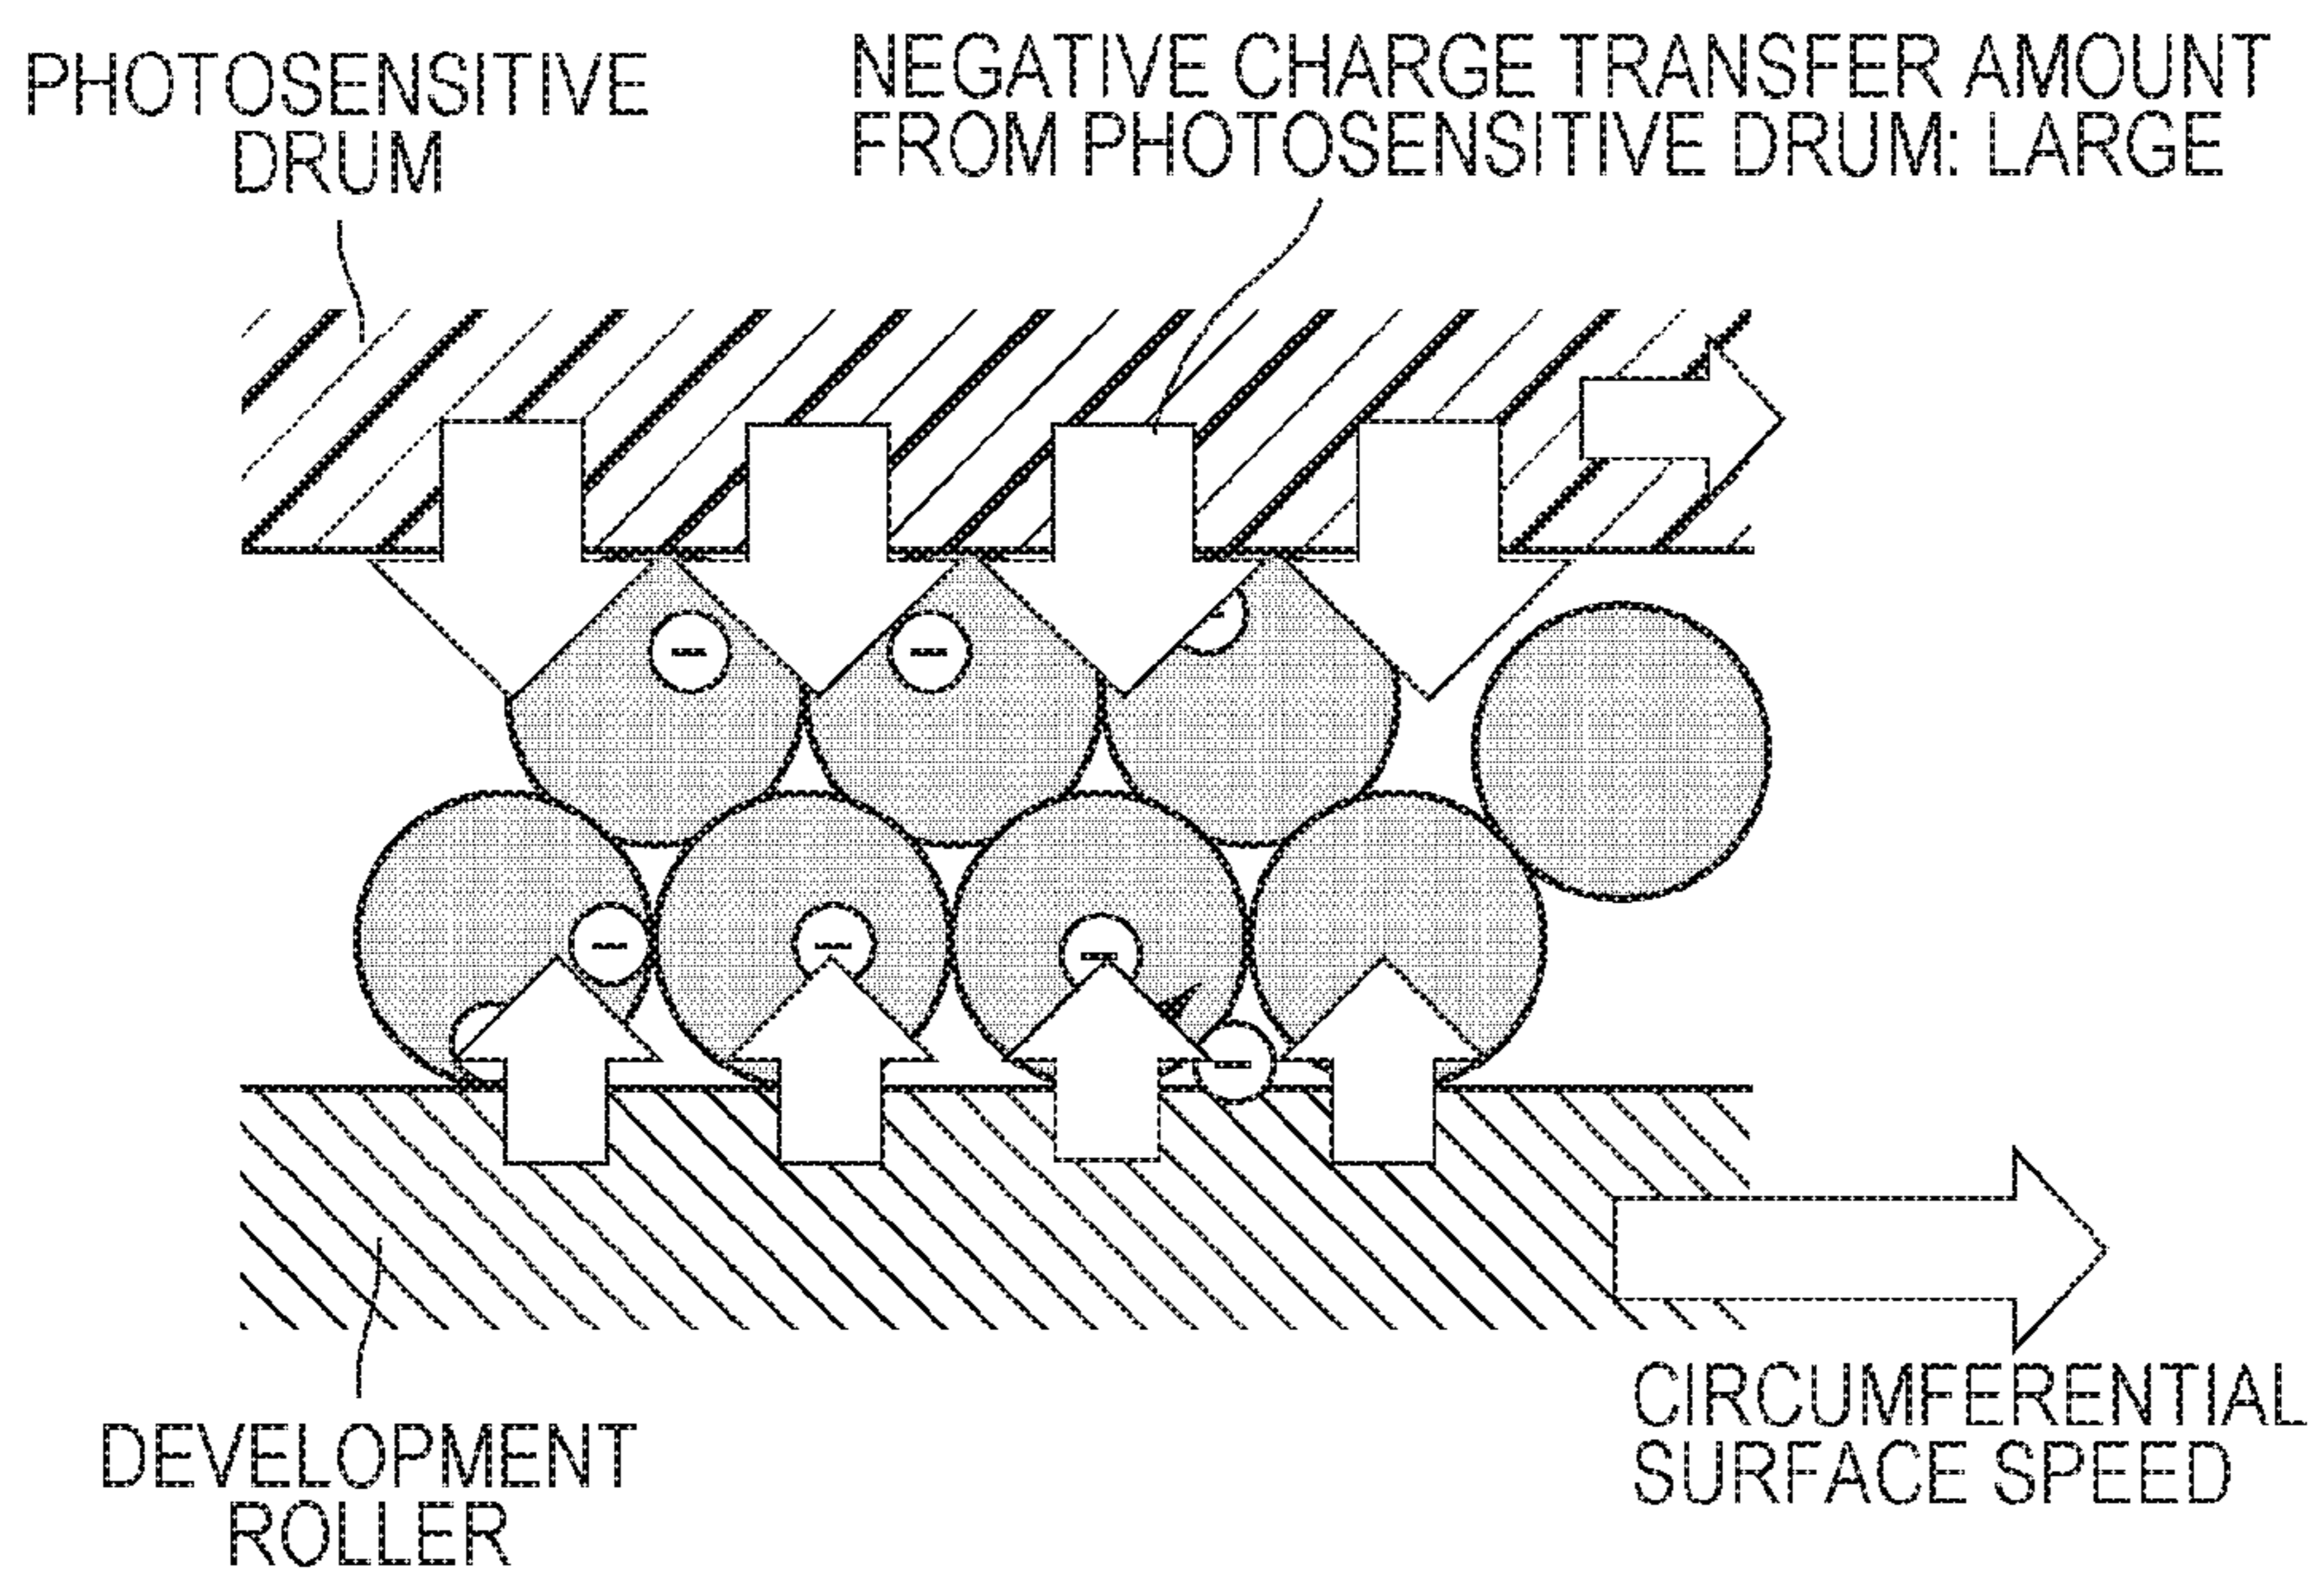 PHOTOSENSITIVE
DRUM
NEGATIVE CHARGE TRANSFER AMOUNT
FROM PHOTOSENSITIVE DRUM: LARGE
DEVELOPMENT
ROLLER
CIRCUMFERENTIAL
SURFACE SPEED